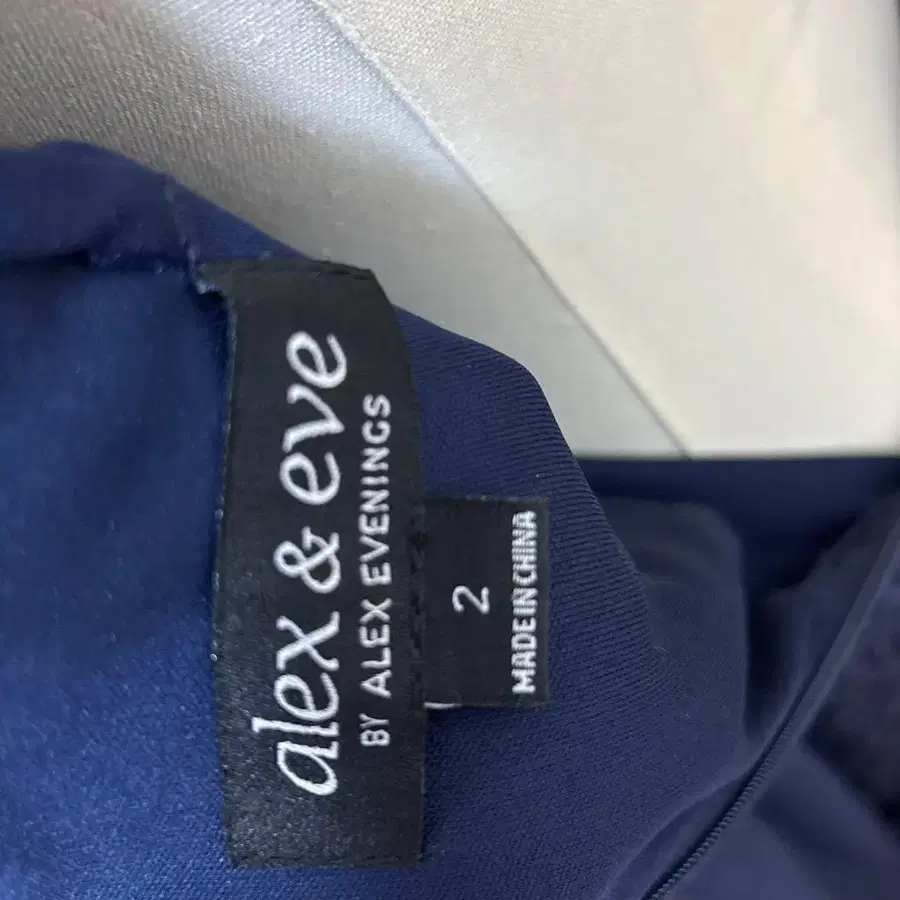 alex & eve
BY ALEX EVENINGS
2
MADE IN CHINA